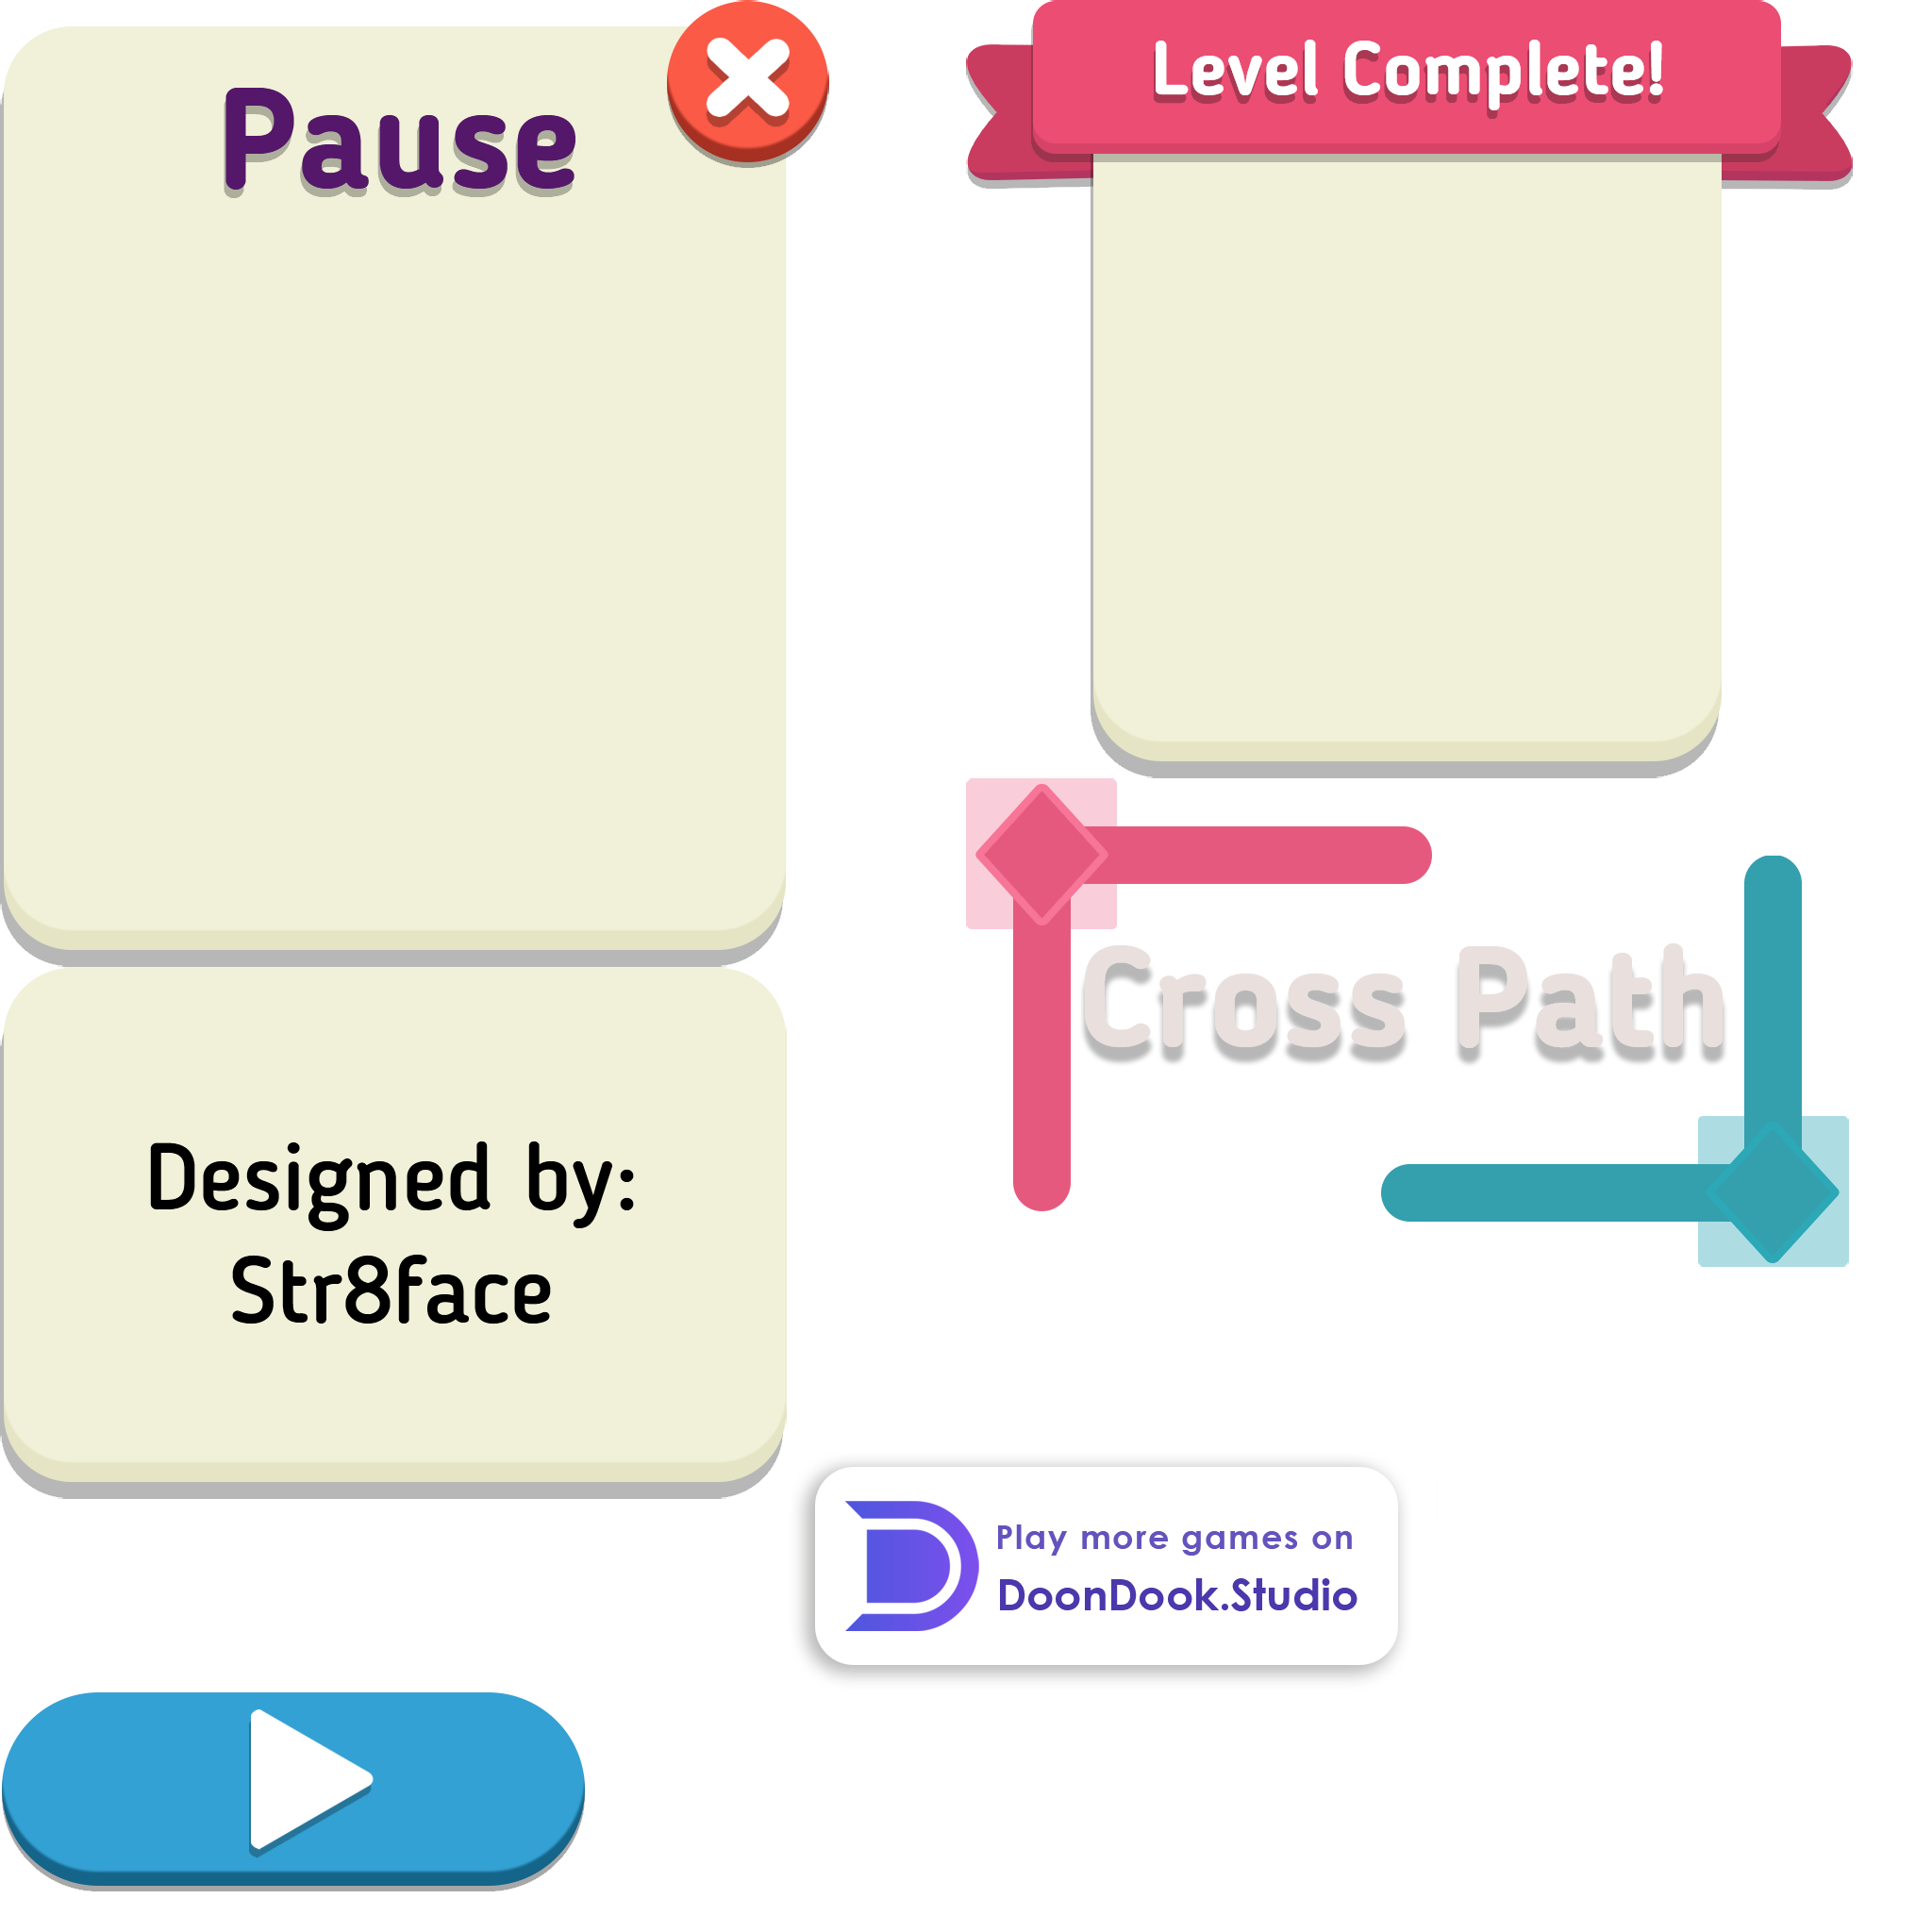 Pause
Level Complete!
Cross Path
Designed by:
Str8face
Play more games on
DoonDook.Studio